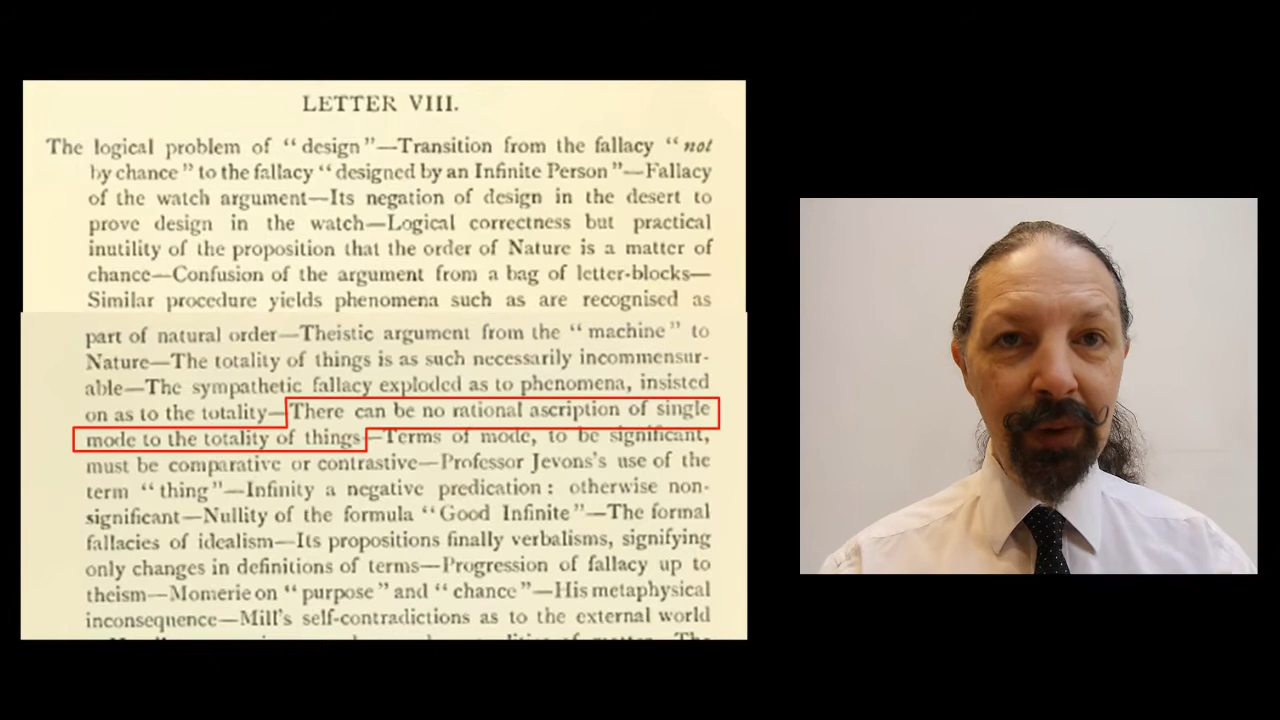 LETTER VIII.
The logical problem of “design”—Transition from the fallacy “not
by chance” to the fallacy “designed by an Infinite Person”—Fallacy
of the watch argument—Its negation of design in the desert to
prove design in the watch—Logical correctness but practical
inutility of the proposition that the order of Nature is a matter of
chance—Confusion of the argument from a bag of letter-blocks—
Similar procedure yields phenomena such as are recognised as
part of natural order—Theistic argument from the “machine” to
Nature—The totality of things is as such necessarily incommensur-
able—The sympathetic fallacy exploded as to phenomena, insisted
on as to the totality—There can be no rational ascription of single
mode to the totality of things—Terms of mode, to be significant,
must be comparative or contrastive—Professor Jevons's use of the
term “thing”—Infinity a negative predication: otherwise non-
significant—Nullity of the formula “Good Infinite”—The formal
fallacies of idealism—Its propositions finally verbalisms, signifying
only changes in definitions of terms—Progression of fallacy up to
theism—Momerie on “purpose” and “chance”—His metaphysical
inconsequence—Mill's self-contradictions as to the external world